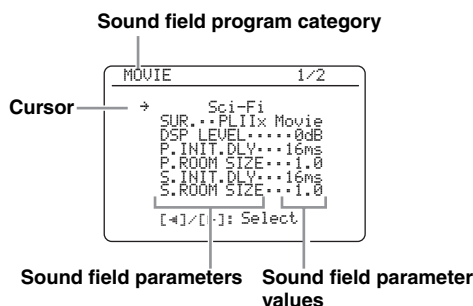 Sound field program category
MOVIE 1/2
Cursor
→ Sci-Fi
SUR.··PLIIx Movie
DSP LEVEL·····0dB
P.INIT.DLY···16ms
P.ROOM SIZE···1.0
S.INIT.DLY···16ms
S.ROOM SIZE···1.0
[◄]/[►]: Select
Sound field parameters
Sound field parameter
values